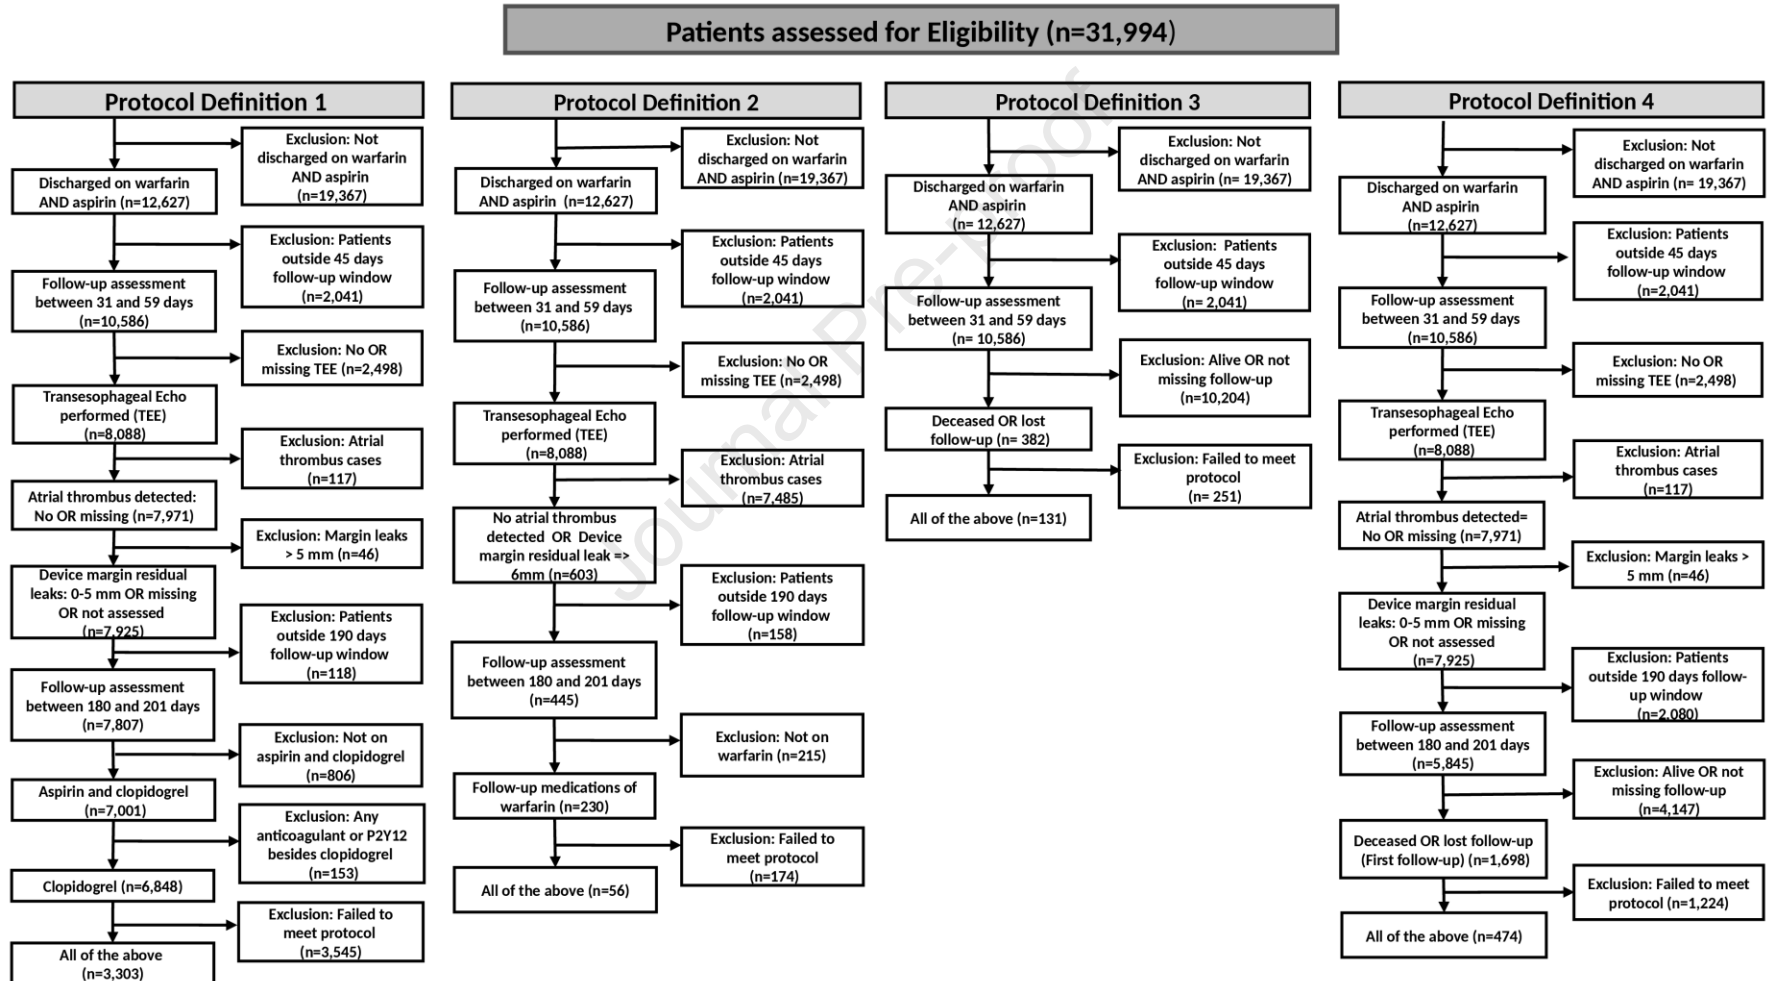 Patients assessed for Eligibility (n=31,994)
Protocol Definition 1
Exclusion: Not
discharged on warfarin
AND aspirin
(n=19,367)
Discharged on warfarin
AND aspirin (n=12,627)
Exclusion: Patients
outside 45 days
follow-up window
(n=2,041)
Follow-up assessment
between 31 and 59 days
(n=10,586)
Exclusion: No OR
missing TEE (n=2,498)
Transesophageal Echo
performed (TEE)
(n=8,088)
Exclusion: Atrial
thrombus cases
(n=117)
Atrial thrombus detected:
No OR missing (n=7,971)
Exclusion: Margin leaks
> 5 mm (n=46)
Device margin residual
leaks: 0-5 mm OR missing
OR not assessed
(n=7,925)
Exclusion: Patients
outside 190 days
follow-up window
(n=118)
Follow-up assessment
between 180 and 201 days
(n=7,807)
Exclusion: Not on
aspirin and clopidogrel
(n=806)
Aspirin and clopidogrel
(n=7,001)
Exclusion: Any
anticoagulant or P2Y12
besides clopidogrel
(n=153)
Clopidogrel (n=6,848)
Exclusion: Failed to
meet protocol
(n=3,545)
All of the above
(n=3,303)
Protocol Definition 2
Exclusion: Not
discharged on warfarin
AND aspirin (n=19,367)
Discharged on warfarin
AND aspirin (n=12,627)
Exclusion: Patients
outside 45 days
follow-up window
(n=2,041)
Follow-up assessment
between 31 and 59 days
(n=10,586)
Exclusion: No OR
missing TEE (n=2,498)
Transesophageal Echo
performed (TEE)
(n=8,088)
Exclusion: Atrial
thrombus cases
(n=7,485)
No atrial thrombus
detected OR Device
margin residual leak =>
6mm (n=603)
Exclusion: Patients
outside 190 days
follow-up window
(n=158)
Follow-up assessment
between 180 and 201 days
(n=445)
Exclusion: Not on
warfarin (n=215)
Follow-up medications of
warfarin (n=230)
Exclusion: Failed to
meet protocol
(n=174)
All of the above (n=56)
Protocol Definition 3
Exclusion: Not
discharged on warfarin
AND aspirin (n= 19,367)
Discharged on warfarin
AND aspirin
(n= 12,627)
Exclusion: Patients
outside 45 days
follow-up window
(n= 2,041)
Follow-up assessment
between 31 and 59 days
(n= 10,586)
Exclusion: Alive OR not
missing follow-up
(n=10,204)
Deceased OR lost
follow-up (n= 382)
Exclusion: Failed to meet
protocol
(n= 251)
All of the above (n=131)
Protocol Definition 4
Exclusion: Not
discharged on warfarin
AND aspirin (n= 19,367)
Discharged on warfarin
AND aspirin
(n=12,627)
Exclusion: Patients
outside 45 days
follow-up window
(n=2,041)
Follow-up assessment
between 31 and 59 days
(n=10,586)
Exclusion: No OR
missing TEE (n=2,498)
Transesophageal Echo
performed (TEE)
(n=8,088)
Exclusion: Atrial
thrombus cases
(n=117)
Atrial thrombus detected=
No OR missing (n=7,971)
Exclusion: Margin leaks >
5 mm (n=46)
Device margin residual
leaks: 0-5 mm OR missing
OR not assessed
(n=7,925)
Exclusion: Patients
outside 190 days follow-
up window
(n=2,080)
Follow-up assessment
between 180 and 201 days
(n=5,845)
Exclusion: Alive OR not
missing follow-up
(n=4,147)
Deceased OR lost follow-up
(First follow-up) (n=1,698)
Exclusion: Failed to meet
protocol (n=1,224)
All of the above (n=474)
Journal Pre-proof